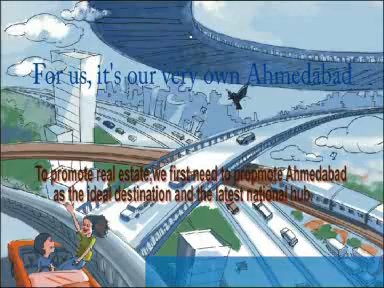 For us, it's our very own Ahmedabad
To promote real estate,we first need to propmote Ahmedabad
as the ideal destination and the latest national hub.